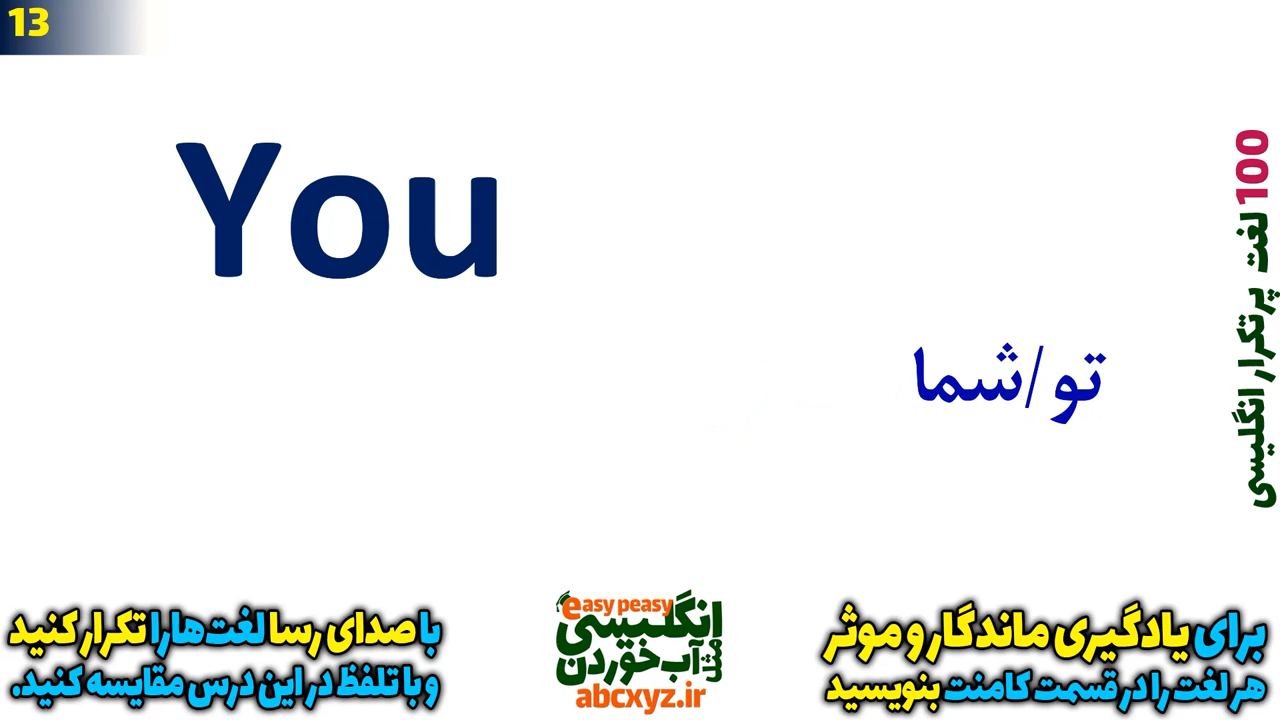 13
You
تو/شما
100 لغت پرتکرار انگلیسی
برای یادگیری ماندگار و موثر
هر لغت را در قسمت کامنت بنویسید
easy peasy
انگلیسی
مثل آب خوردن
abcxyz.ir
با صدای رسا لغت‌ها را تکرار کنید
و با تلفظ در این درس مقایسه کنید.